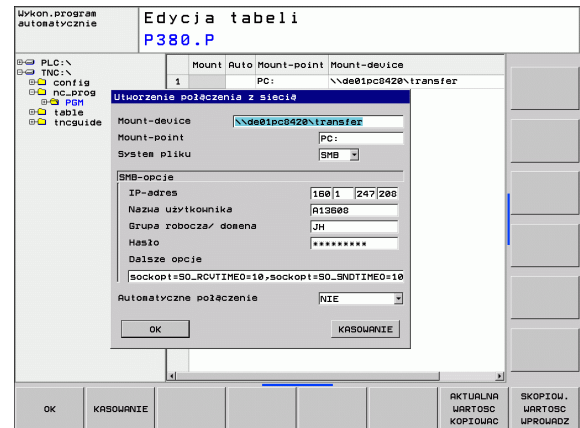 Wykon.program
automatycznie
Edycja tabeli
P380.P
PLC:\
TNC:\
config
nc_prog
PGM
table
tncguide
Mount Auto Mount-point Mount-device
1 PC: \\de01pc8420\transfer
Utworzenie połączenia z siecią
Mount-device \\de01pc8420\transfer
Mount-point PC:
System pliku SMB
SMB-opcje
IP-adres 160 1 247 208
Nazwa użytkownika A13608
Grupa robocza/ domena JH
Hasło *********
Dalsze opcje
sockopt=SO_RCVTIMEO=10,sockopt=SO_SNDTIMEO=10
Automatyczne połączenie NIE
OK KASOWANIE
OK KASOWANIE AKTUALNA WARTOSC KOPIOWAC SKOPIOW. WARTOSC WPROWADZ